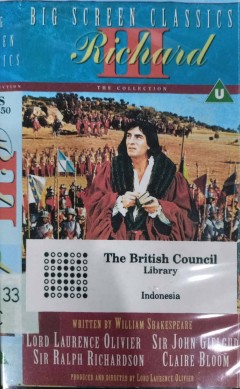 BIG SCREEN CLASSICS
Richard
III
THE COLLECTION
U
The British Council
Library
Indonesia
33
WRITTEN BY WILLIAM SHAKESPEARE
LORD LAURENCE OLIVIER SIR JOHN GIELGUD
SIR RALPH RICHARDSON CLAIRE BLOOM
PRODUCED AND DIRECTED BY LORD LAURENCE OLIVIER